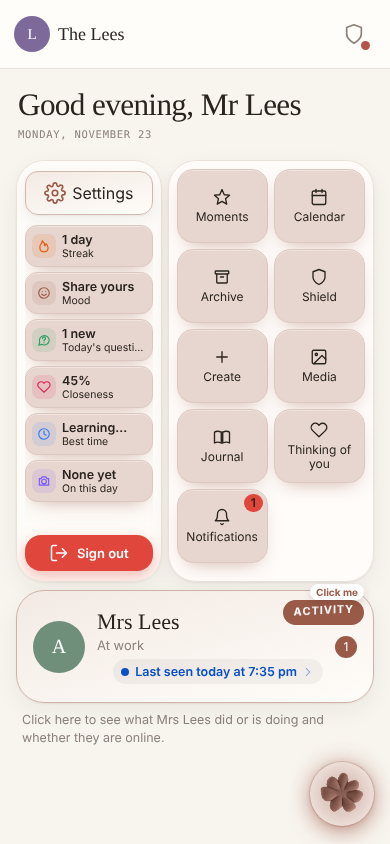 L
The Lees
Good evening, Mr Lees
MONDAY, NOVEMBER 23
Settings
1 day
Streak
Share yours
Mood
1 new
Today's questi...
45%
Closeness
Learning...
Best time
None yet
On this day
Sign out
Moments
Calendar
Archive
Shield
Create
Media
Journal
Thinking of
you
1
Notifications
Click me
ACTIVITY
A
Mrs Lees
At work
1
Last seen today at 7:35 pm
Click here to see what Mrs Lees did or is doing and
whether they are online.